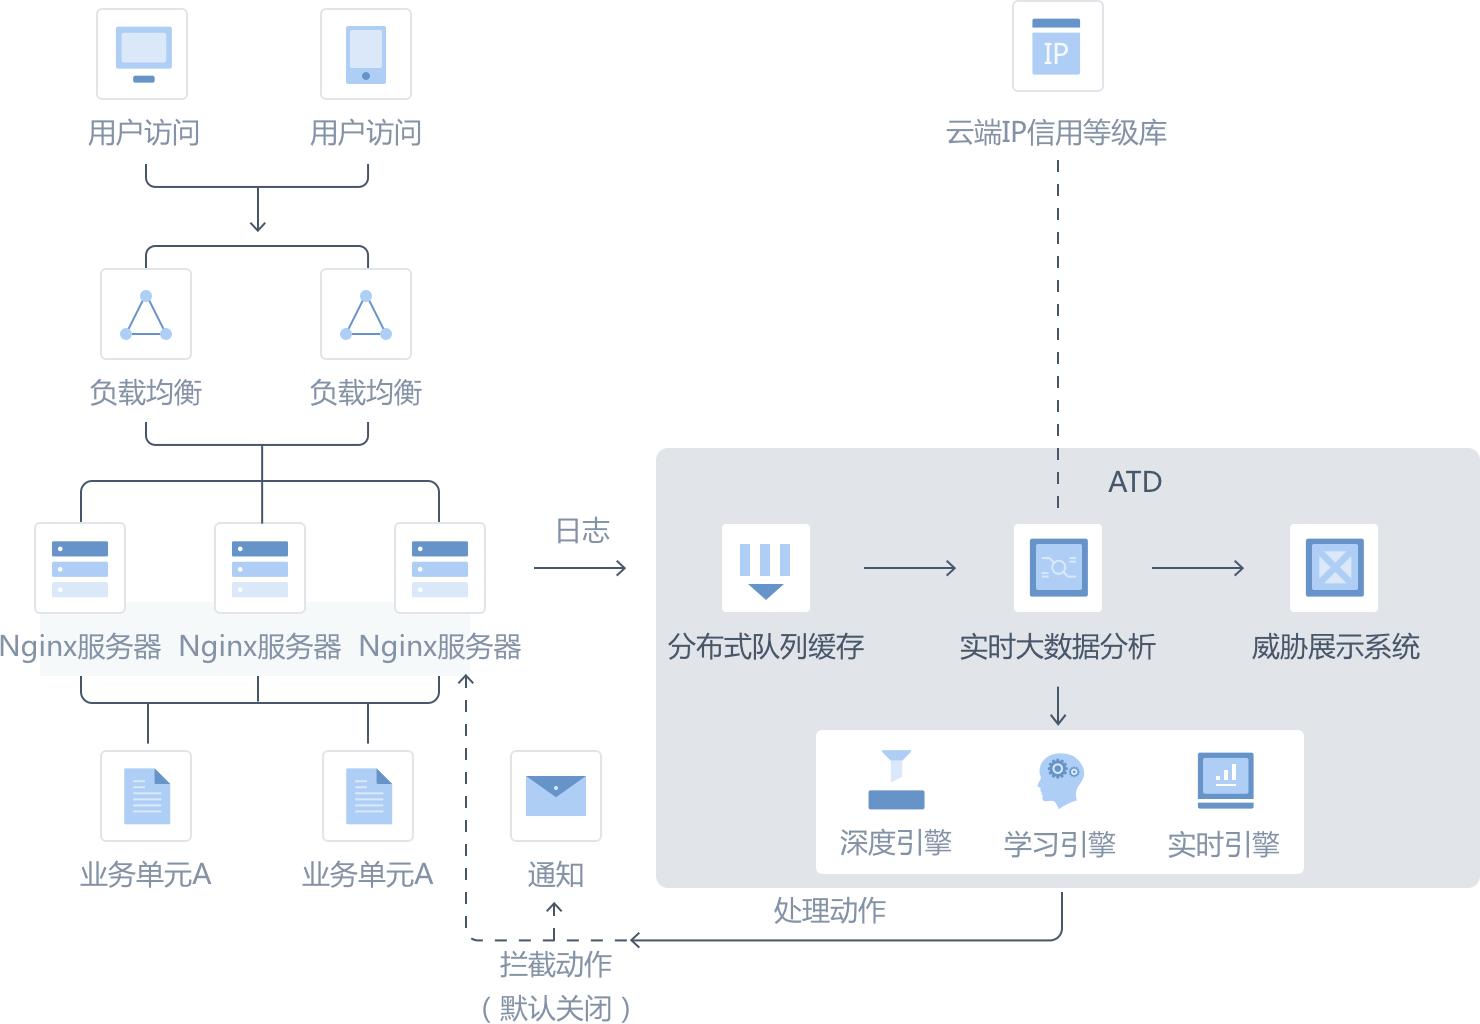 用户访问
用户访问
IP
云端IP信用等级库
负载均衡
负载均衡
ATD
日志
Nginx服务器
Nginx服务器
Nginx服务器
分布式队列缓存
实时大数据分析
威胁展示系统
深度引擎
学习引擎
实时引擎
业务单元A
业务单元A
通知
处理动作
拦截动作
（默认关闭）